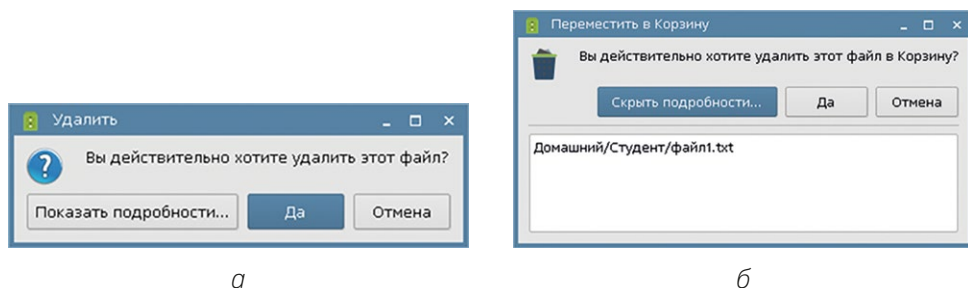 Удалить
Вы действительно хотите удалить этот файл?
Показать подробности... Да Отмена
а
Переместить в Корзину
Вы действительно хотите удалить этот файл в Корзину?
Скрыть подробности... Да Отмена
Домашний/Студент/файл1.txt
б